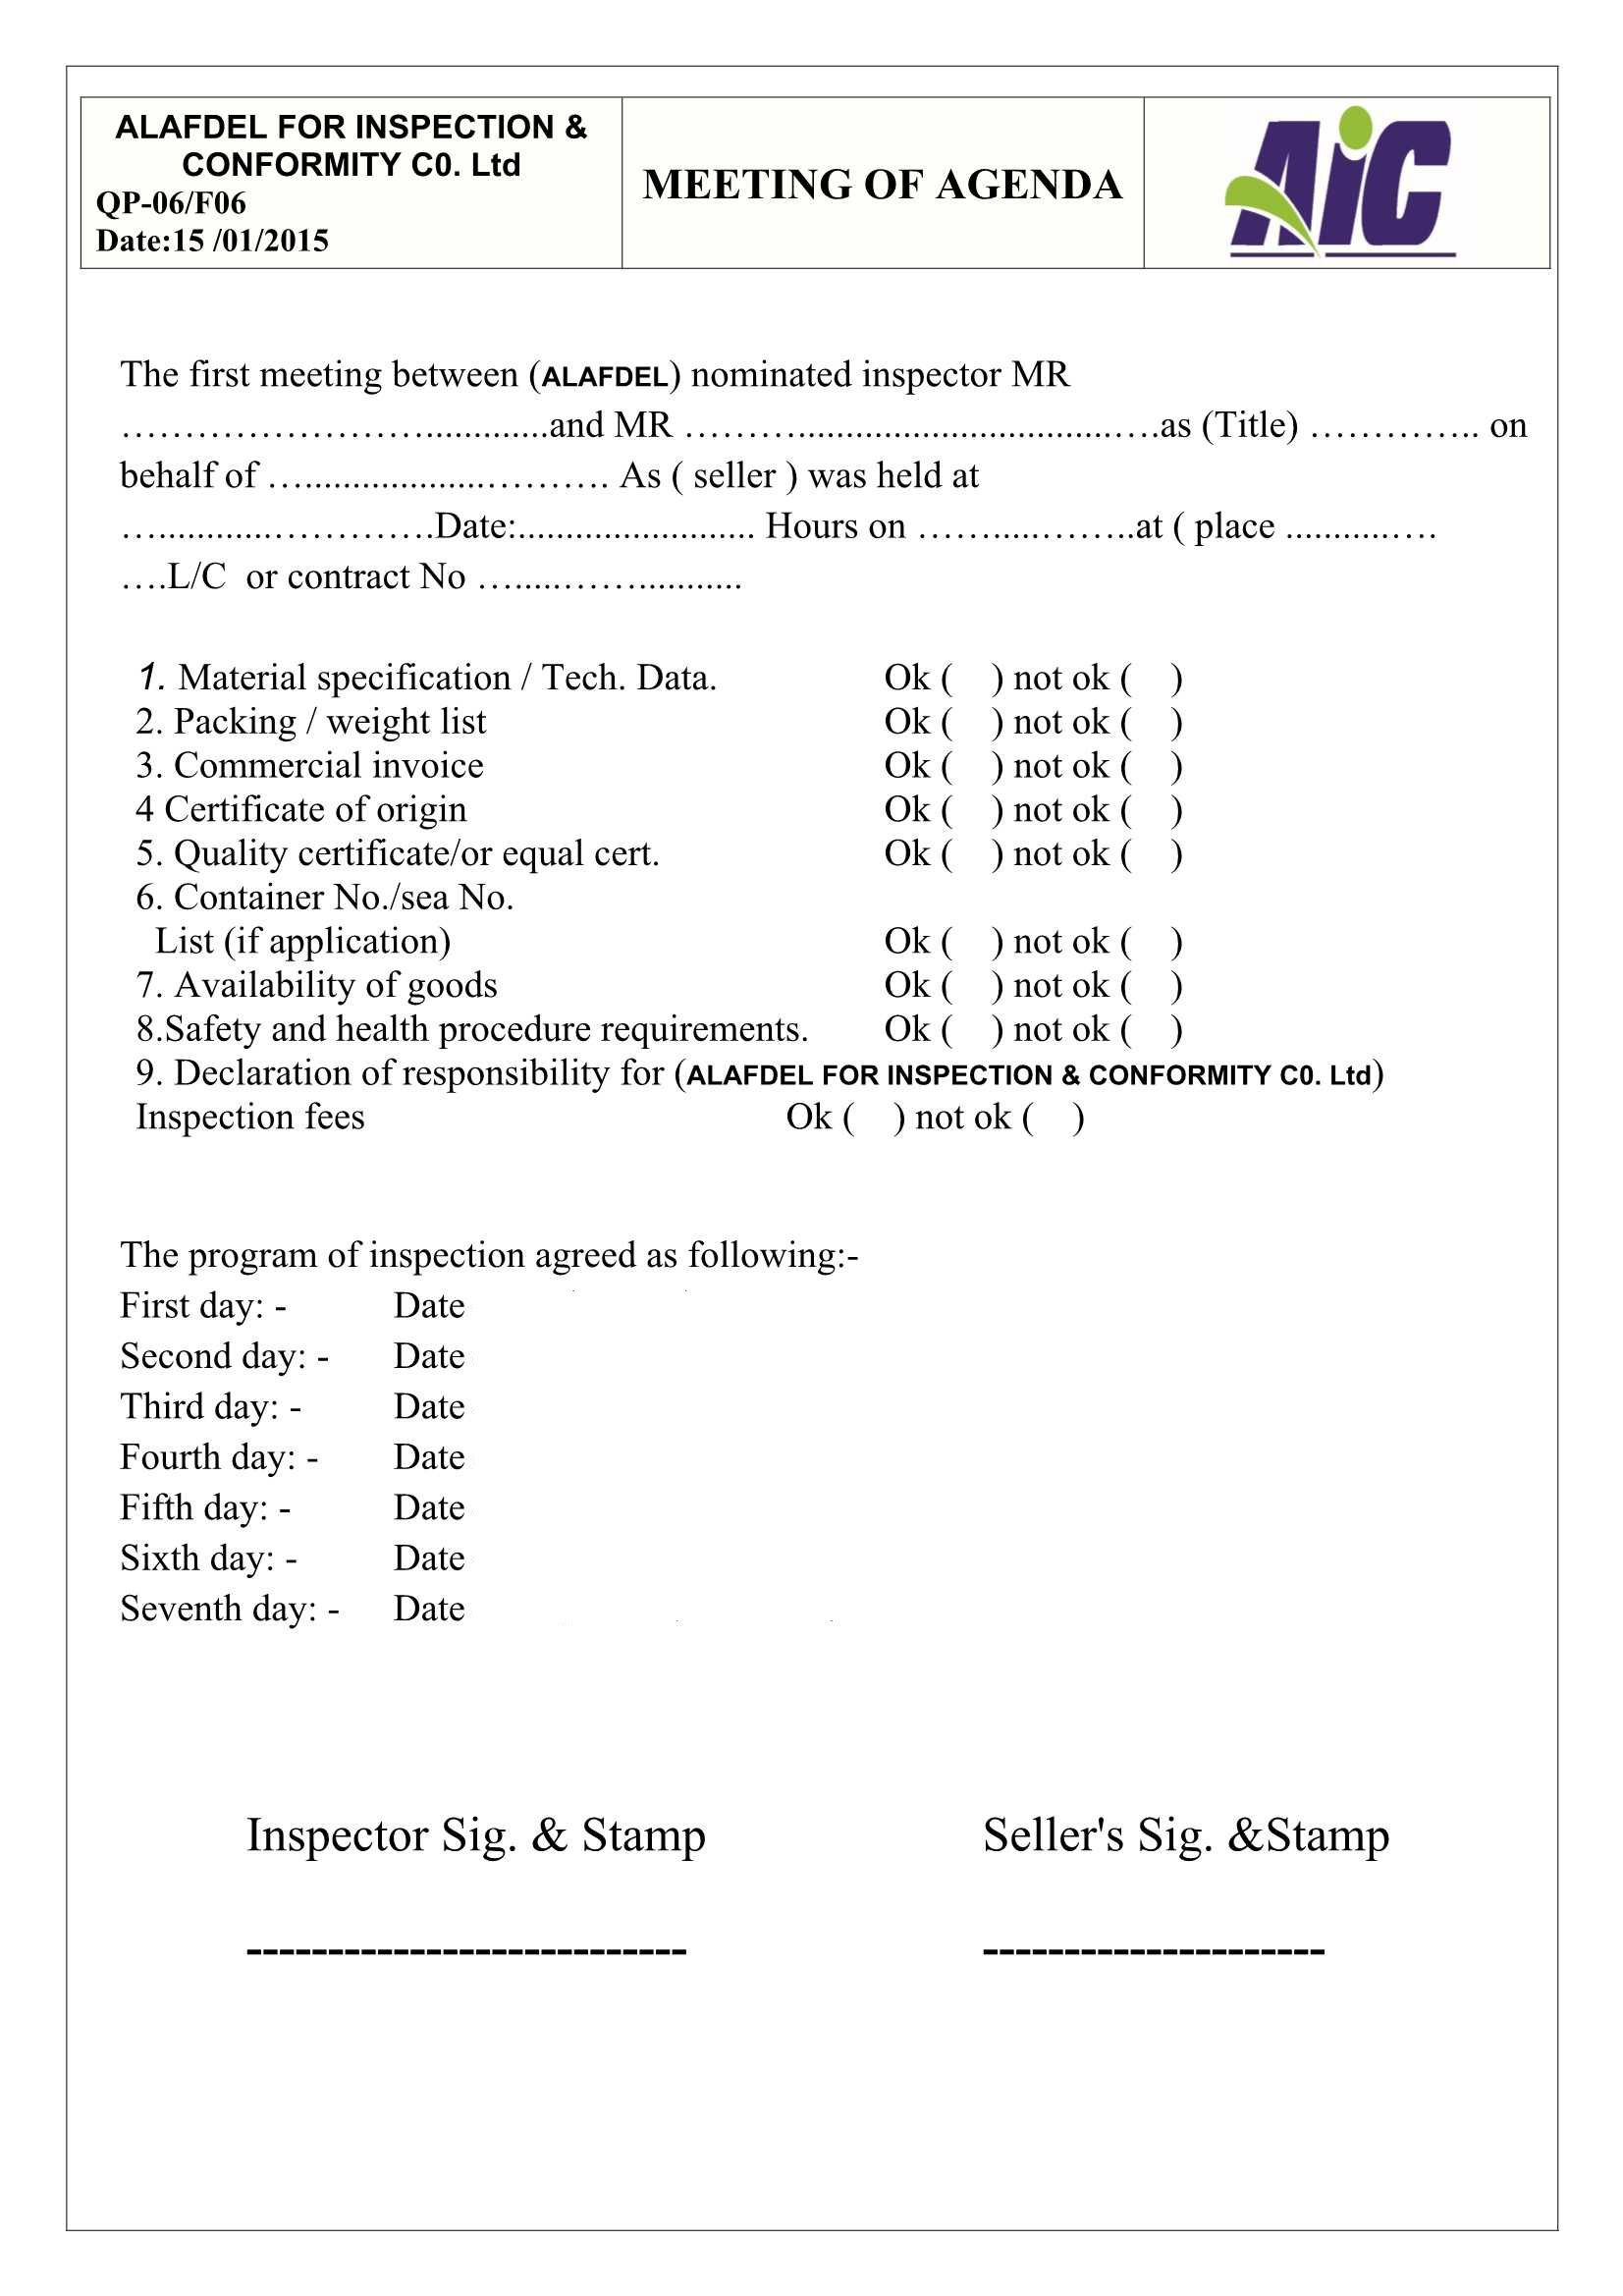 ALAFDEL FOR INSPECTION &
CONFORMITY C0. Ltd
QP-06/F06
Date:15 /01/2015
MEETING OF AGENDA
AiC
The first meeting between (ALAFDEL) nominated inspector MR
……………………..............and MR ………..................................….as (Title) ………….. on
behalf of …...................………. As ( seller ) was held at
….............………….Date:......................... Hours on …….....……..at ( place ...........….
….L/C or contract No …......……...........
1. Material specification / Tech. Data. Ok ( ) not ok ( )
2. Packing / weight list Ok ( ) not ok ( )
3. Commercial invoice Ok ( ) not ok ( )
4 Certificate of origin Ok ( ) not ok ( )
5. Quality certificate/or equal cert. Ok ( ) not ok ( )
6. Container No./sea No.
List (if application) Ok ( ) not ok ( )
7. Availability of goods Ok ( ) not ok ( )
8.Safety and health procedure requirements. Ok ( ) not ok ( )
9. Declaration of responsibility for (ALAFDEL FOR INSPECTION & CONFORMITY C0. Ltd)
Inspection fees Ok ( ) not ok ( )
The program of inspection agreed as following:-
First day: - Date
Second day: - Date
Third day: - Date
Fourth day: - Date
Fifth day: - Date
Sixth day: - Date
Seventh day: - Date
Inspector Sig. & Stamp Seller's Sig. &Stamp
--------------------------- ---------------------